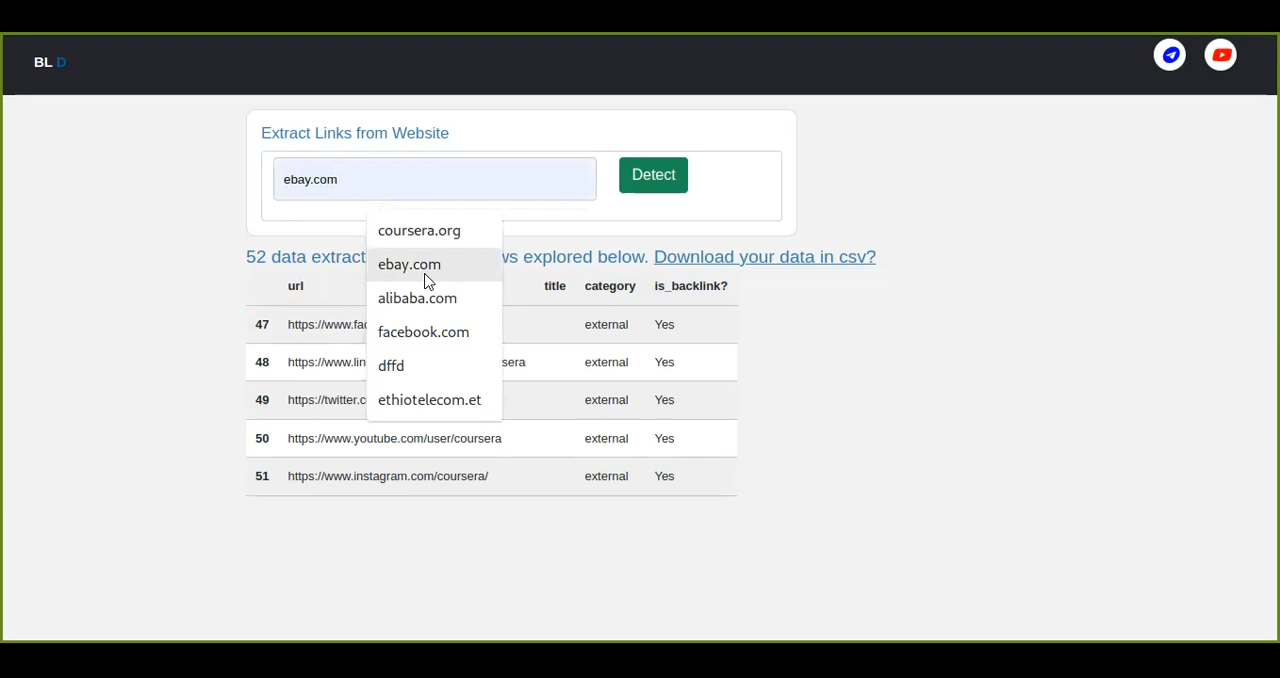 BL D
Extract Links from Website
ebay.com
Detect
coursera.org
52 data extract
ws explored below. Download your data in csv?
ebay.com
url title category is_backlink?
alibaba.com
47 https://www.fac external Yes
facebook.com
48 https://www.lin sera external Yes
dffd
49 https://twitter.c external Yes
ethiotelecom.et
50 https://www.youtube.com/user/coursera external Yes
51 https://www.instagram.com/coursera/ external Yes